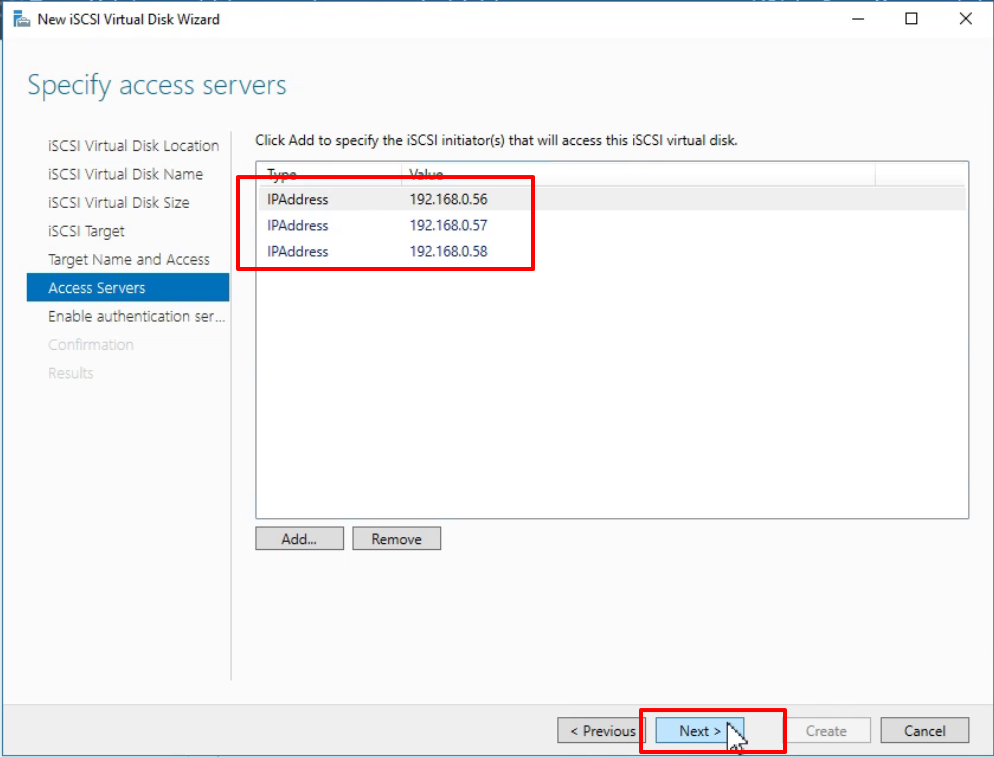 New iSCSI Virtual Disk Wizard
Specify access servers
iSCSI Virtual Disk Location
iSCSI Virtual Disk Name
iSCSI Virtual Disk Size
iSCSI Target
Target Name and Access
Access Servers
Enable authentication ser...
Confirmation
Results
Click Add to specify the iSCSI initiator(s) that will access this iSCSI virtual disk.
Type Value
IPAddress 192.168.0.56
IPAddress 192.168.0.57
IPAddress 192.168.0.58
Add... Remove
< Previous Next > Create Cancel